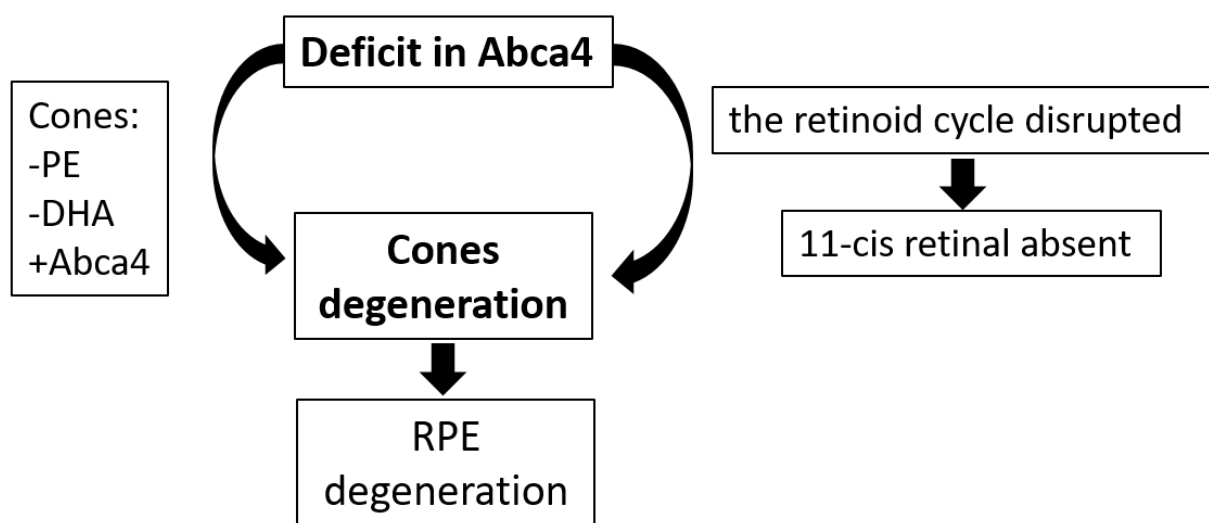 Deficit in Abca4
Cones:
-PE
-DHA
+Abca4
the retinoid cycle disrupted
11-cis retinal absent
Cones
degeneration
RPE
degeneration